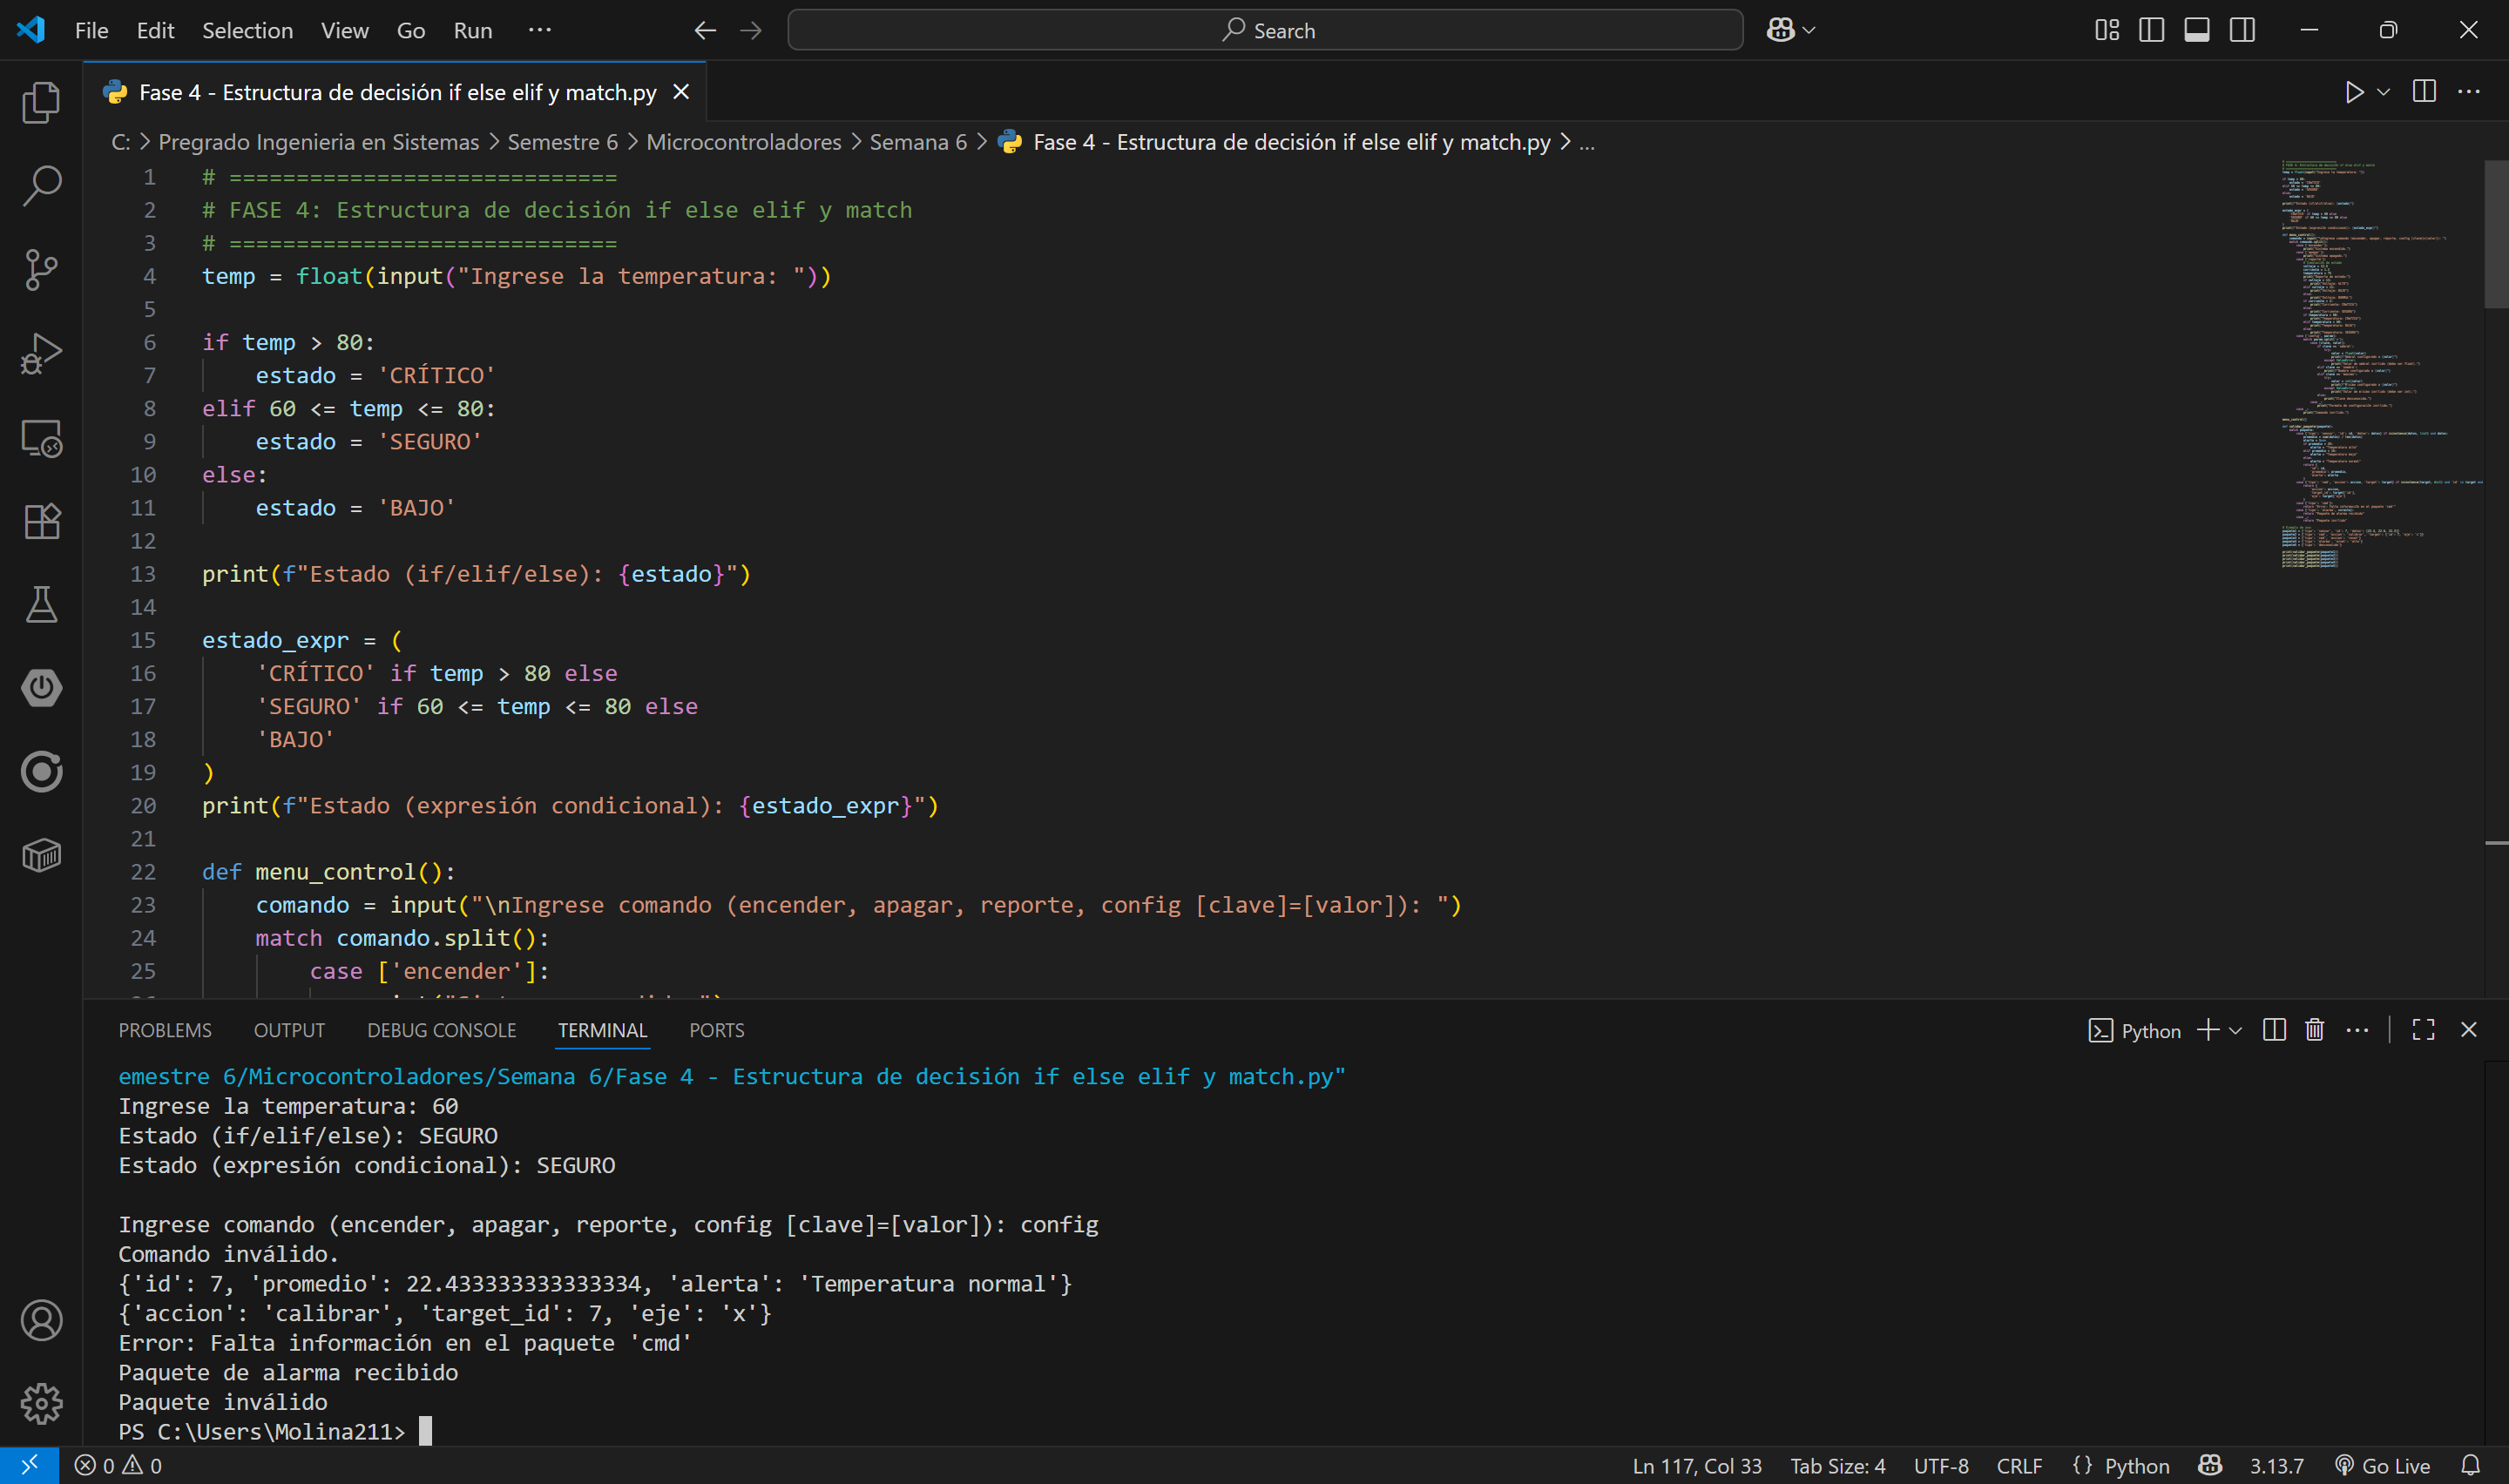 File Edit Selection View Go Run ··· Search
Fase 4 - Estructura de decisión if else elif y match.py
C: > Pregrado Ingenieria en Sistemas > Semestre 6 > Microcontroladores > Semana 6 > Fase 4 - Estructura de decisión if else elif y match.py > ...
1 # =============================
2 # FASE 4: Estructura de decisión if else elif y match
3 # =============================
4 temp = float(input("Ingrese la temperatura: "))
5
6 if temp > 80:
7     estado = 'CRÍTICO'
8 elif 60 <= temp <= 80:
9     estado = 'SEGURO'
10 else:
11     estado = 'BAJO'
12
13 print(f"Estado (if/elif/else): {estado}")
14
15 estado_expr = (
16     'CRÍTICO' if temp > 80 else
17     'SEGURO' if 60 <= temp <= 80 else
18     'BAJO'
19 )
20 print(f"Estado (expresión condicional): {estado_expr}")
21
22 def menu_control():
23     comando = input("\nIngrese comando (encender, apagar, reporte, config [clave]=[valor]): ")
24     match comando.split():
25         case ['encender']:
PROBLEMS OUTPUT DEBUG CONSOLE TERMINAL PORTS Python
emestre 6/Microcontroladores/Semana 6/Fase 4 - Estructura de decisión if else elif y match.py"
Ingrese la temperatura: 60
Estado (if/elif/else): SEGURO
Estado (expresión condicional): SEGURO
Ingrese comando (encender, apagar, reporte, config [clave]=[valor]): config
Comando inválido.
{'id': 7, 'promedio': 22.433333333333334, 'alerta': 'Temperatura normal'}
{'accion': 'calibrar', 'target_id': 7, 'eje': 'x'}
Error: Falta información en el paquete 'cmd'
Paquete de alarma recibido
Paquete inválido
PS C:\Users\Molina211>
0 0 Ln 117, Col 33 Tab Size: 4 UTF-8 CRLF {} Python 3.13.7 Go Live